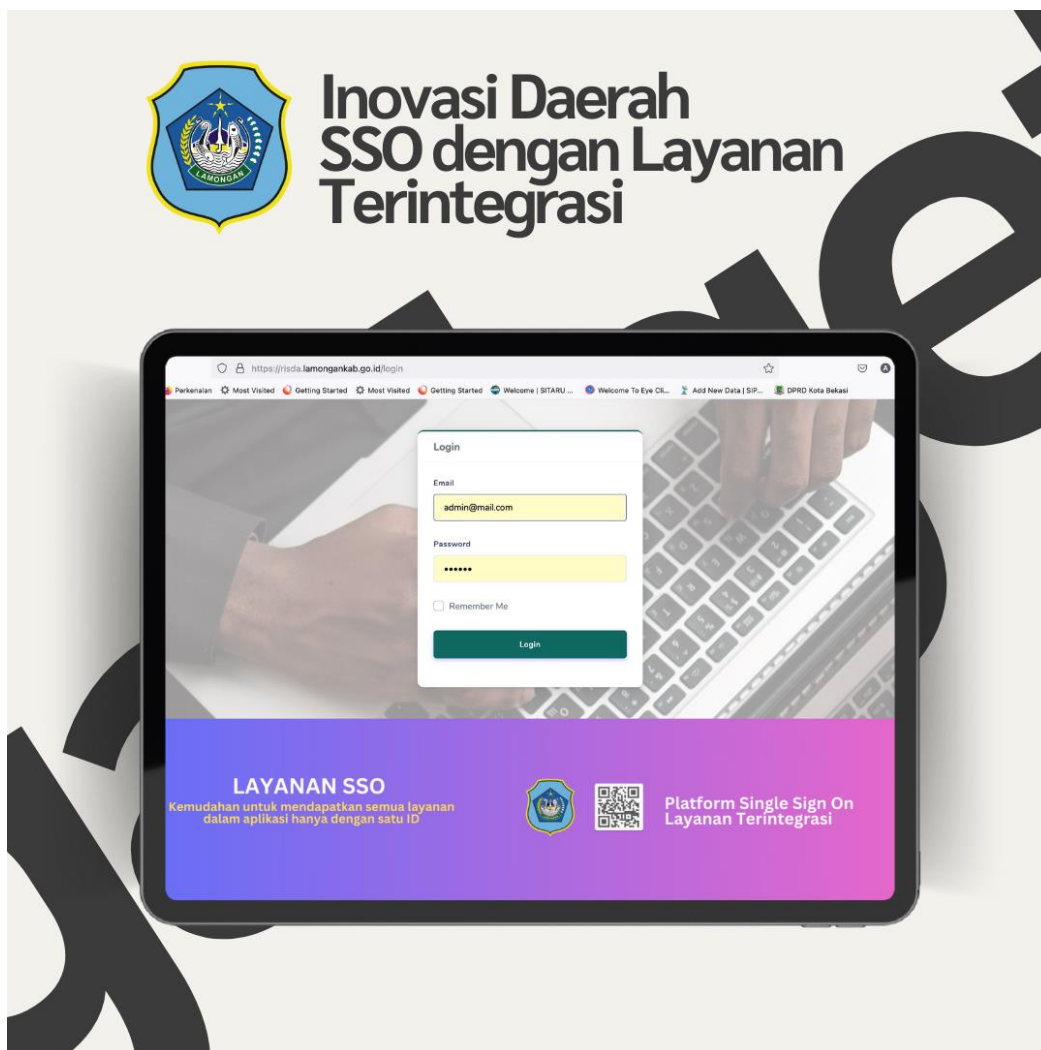 LAMONGAN
Inovasi Daerah
SSO dengan Layanan
Terintegrasi
https://risda.lamongankab.go.id/login
Perkenalan Most Visited Getting Started Most Visited Getting Started Welcome | SITARU ... Welcome To Eye Cli... Add New Data | SIP... DPRD Kota Bekasi
Login
Email
admin@mail.com
Password
••••••
Remember Me
Login
LAYANAN SSO
Kemudahan untuk mendapatkan semua layanan
dalam aplikasi hanya dengan satu ID
Platform Single Sign On
Layanan Terintegrasi